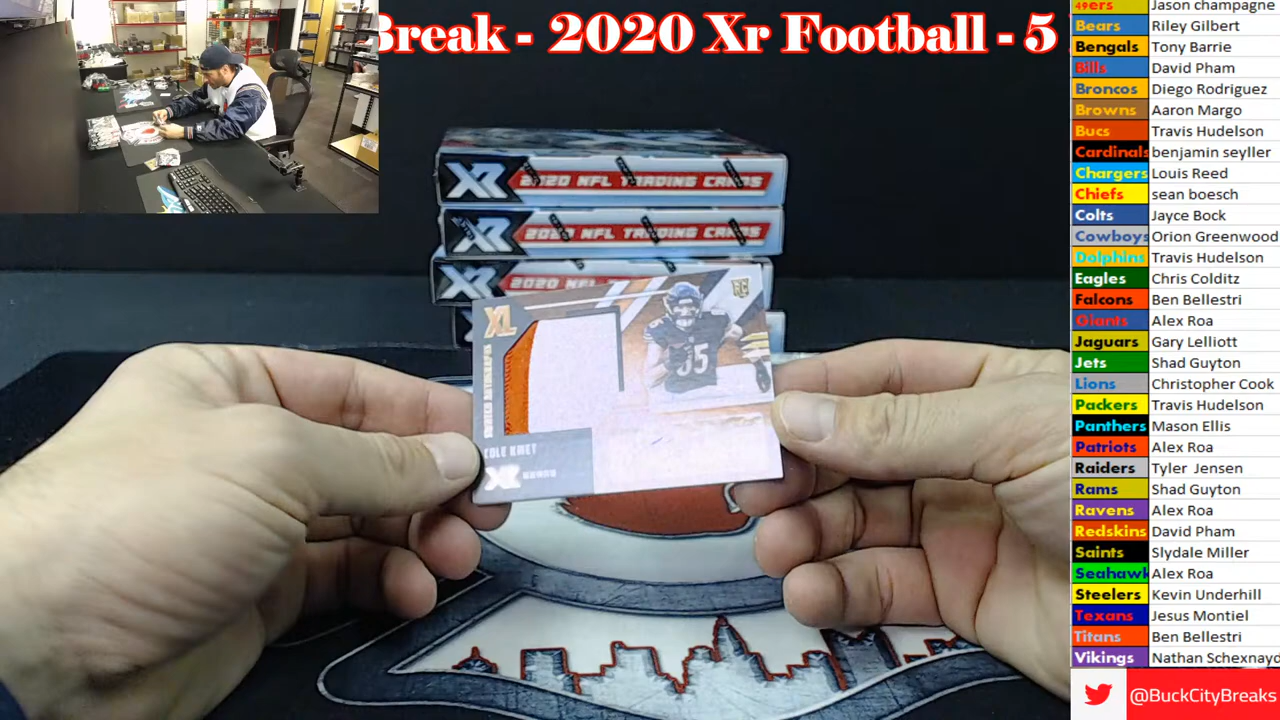 Break - 2020 Xr Football - 5
XR 2020 NFL TRADING CARDS
XR 2020 NFL TRADING CARDS
XR 2020 NFL
XL
RC
85
COLE KMET
XR
49ers Jason champagne
Bears Riley Gilbert
Bengals Tony Barrie
Bills David Pham
Broncos Diego Rodriguez
Browns Aaron Margo
Bucs Travis Hudelson
Cardinals benjamin seyller
Chargers Louis Reed
Chiefs sean boesch
Colts Jayce Bock
Cowboys Orion Greenwood
Dolphins Travis Hudelson
Eagles Chris Colditz
Falcons Ben Bellestri
Giants Alex Roa
Jaguars Gary Lelliott
Jets Shad Guyton
Lions Christopher Cook
Packers Travis Hudelson
Panthers Mason Ellis
Patriots Alex Roa
Raiders Tyler Jensen
Rams Shad Guyton
Ravens Alex Roa
Redskins David Pham
Saints Slydale Miller
Seahawk Alex Roa
Steelers Kevin Underhill
Texans Jesus Montiel
Titans Ben Bellestri
Vikings Nathan Schexnayd
@BuckCityBreaks